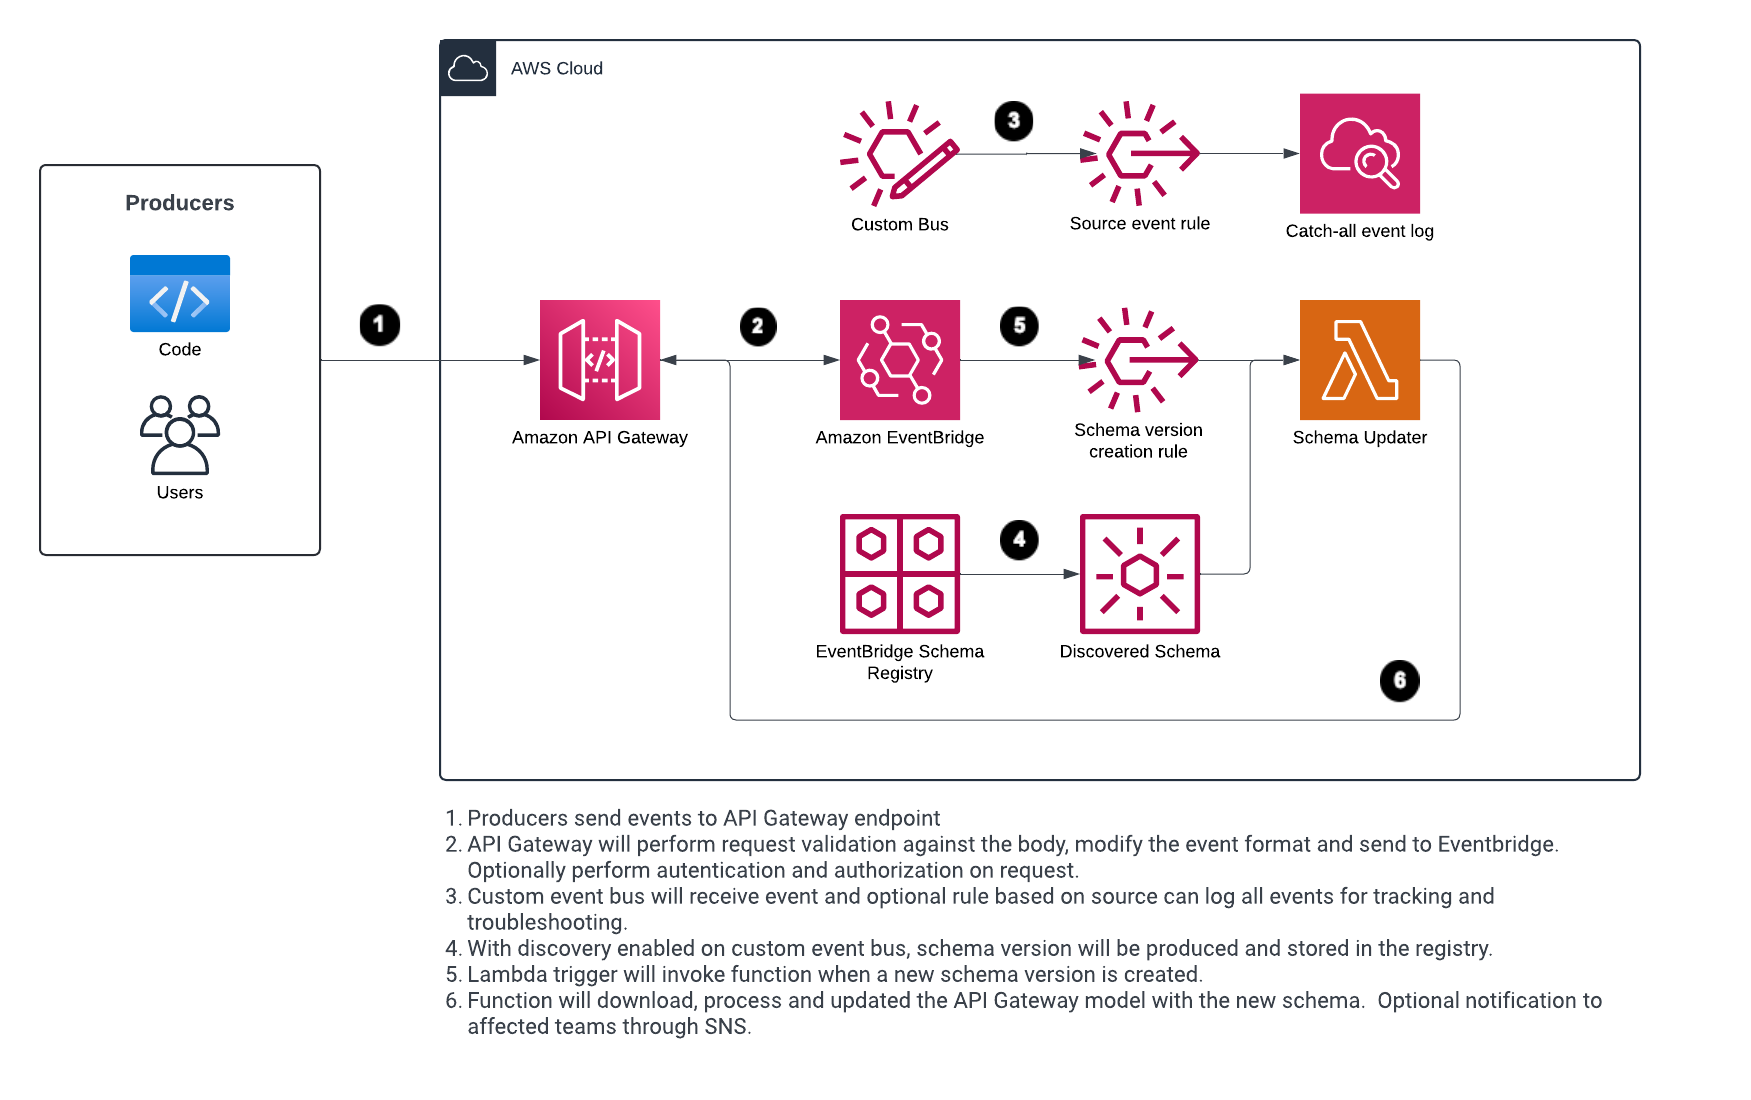 AWS Cloud
3
Custom Bus
Source event rule
Catch-all event log
Producers
Code
Users
1
2
5
Amazon API Gateway
Amazon EventBridge
Schema version
creation rule
Schema Updater
4
EventBridge Schema
Registry
Discovered Schema
6
1. Producers send events to API Gateway endpoint
2. API Gateway will perform request validation against the body, modify the event format and send to Eventbridge.
Optionally perform autentication and authorization on request.
3. Custom event bus will receive event and optional rule based on source can log all events for tracking and
troubleshooting.
4. With discovery enabled on custom event bus, schema version will be produced and stored in the registry.
5. Lambda trigger will invoke function when a new schema version is created.
6. Function will download, process and updated the API Gateway model with the new schema.  Optional notification to
affected teams through SNS.